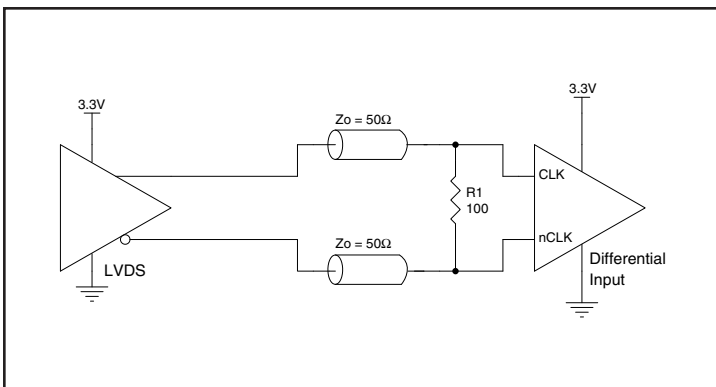 3.3V
3.3V
Zo = 50Ω
CLK
R1
100
nCLK
Zo = 50Ω
LVDS
Differential
Input